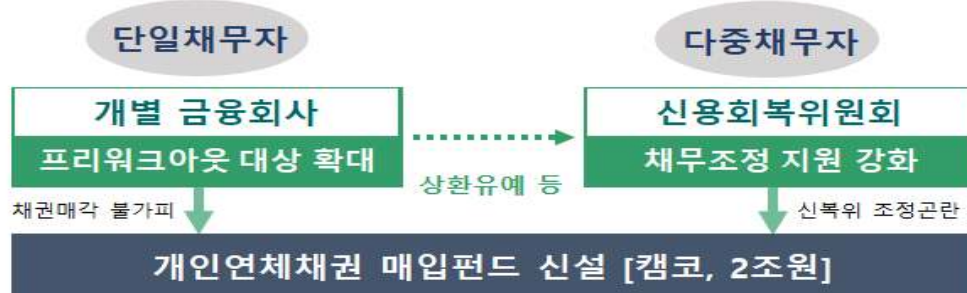 단일채무자
다중채무자
개별 금융회사
신용회복위원회
프리워크아웃 대상 확대
채무조정 지원 강화
상환유예 등
채권매각 불가피
신복위 조정곤란
개인연체채권 매입펀드 신설 [캠코, 2조원]